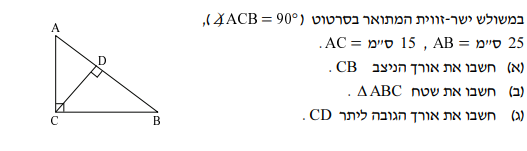 במשולש ישר-זווית המתואר בסרטוט (∢ACB = 90°),
25 ס״מ = AB , 15 ס״מ = AC .
(א) חשבו את אורך הניצב CB .
(ב) חשבו את שטח ΔABC .
(ג) חשבו את אורך הגובה ליתר CD .
A
D
C
B